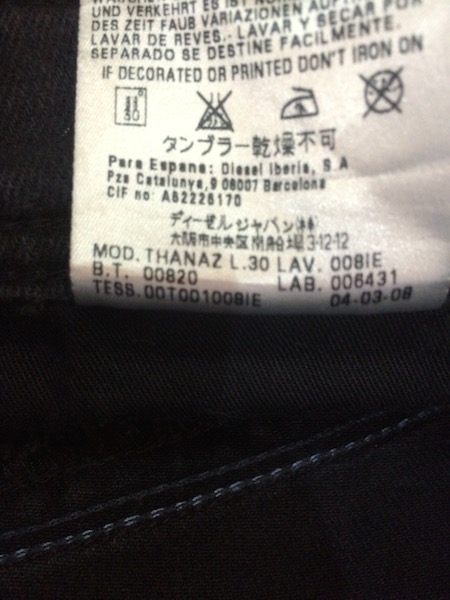 UND VERKEHRT ES IST NOR
DES ZEIT FAUB VARIAZIONEN AUFTR
LAVAR DE REVES.- LAVAR Y SECAR POR
SEPARADO SE DESTINE FACILMENTE.
IF DECORATED OR PRINTED DON'T IRON ON
30
タンブラー乾燥不可
Para Espana: Diesel Iberia, S A
Pza Catalunya,9 08007 Barcelona
CIF no: A62226170
ディーゼルジャパン㈱
大阪市中央区南船場3-12-12
MOD. THANAZ L.30 LAV. 008IE
B.T. 00820 LAB. 006431
TESS. 00T001008IE 04-03-08